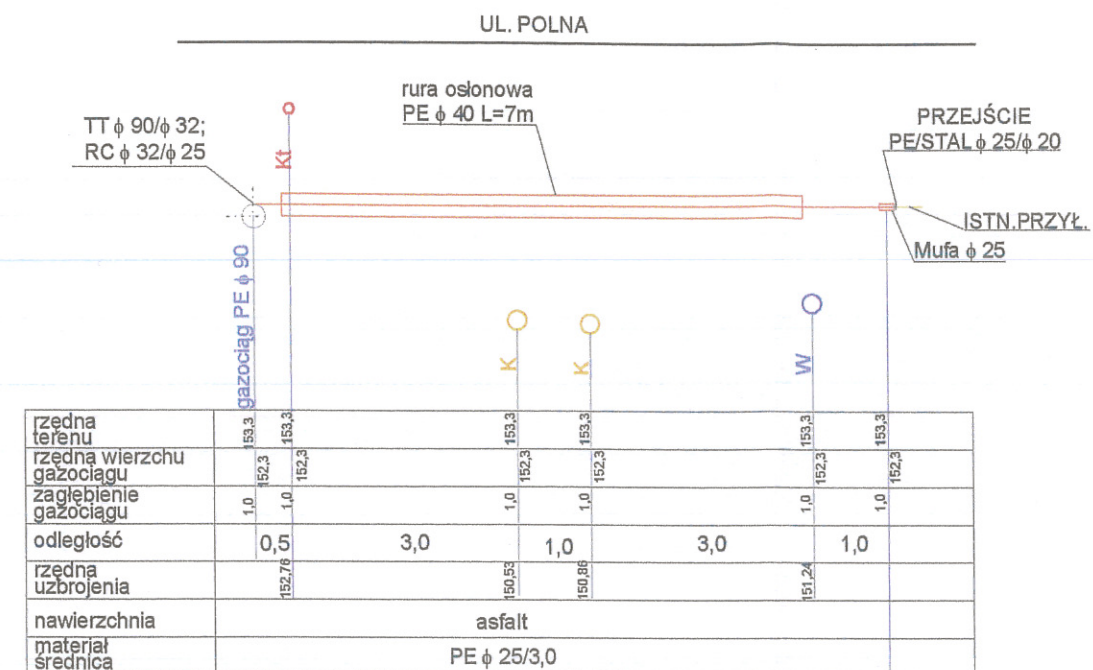 UL. POLNA
rura osłonowa
PE ϕ 40 L=7m
TT ϕ 90/ϕ 32;
RC ϕ 32/ϕ 25
PRZEJŚCIE
PE/STAL ϕ 25/ϕ 20
Kt
ISTN.PRZYŁ.
Mufa ϕ 25
gazociąg PE ϕ 90
K
K
W
rzędna
terenu
153,3 153,3 153,3 153,3 153,3 153,3
rzędna wierzchu
gazociągu
152,3 152,3 152,3 152,3 152,3 152,3
zagłębienie
gazociągu
1,0 1,0 1,0 1,0 1,0 1,0
odległość 0,5 3,0 1,0 3,0 1,0
rzędna
uzbrojenia
152,76 150,53 150,86 151,24
nawierzchnia asfalt
materjał
średnica
PE ϕ 25/3,0